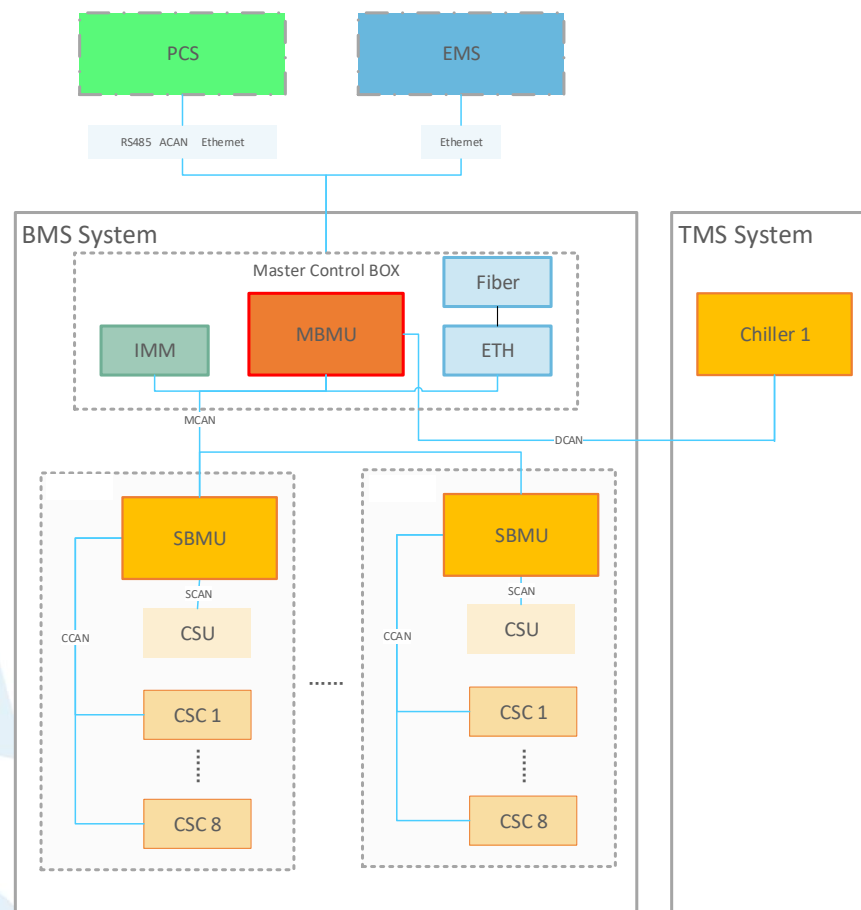 PCS
EMS
RS485 ACAN Ethernet
Ethernet
BMS System
TMS System
Master Control BOX
Fiber
IMM
MBMU
ETH
Chiller 1
MCAN
DCAN
SBMU
SBMU
SCAN
SCAN
CSU
CSU
CCAN
CCAN
......
CSC 1
CSC 1
CSC 8
CSC 8